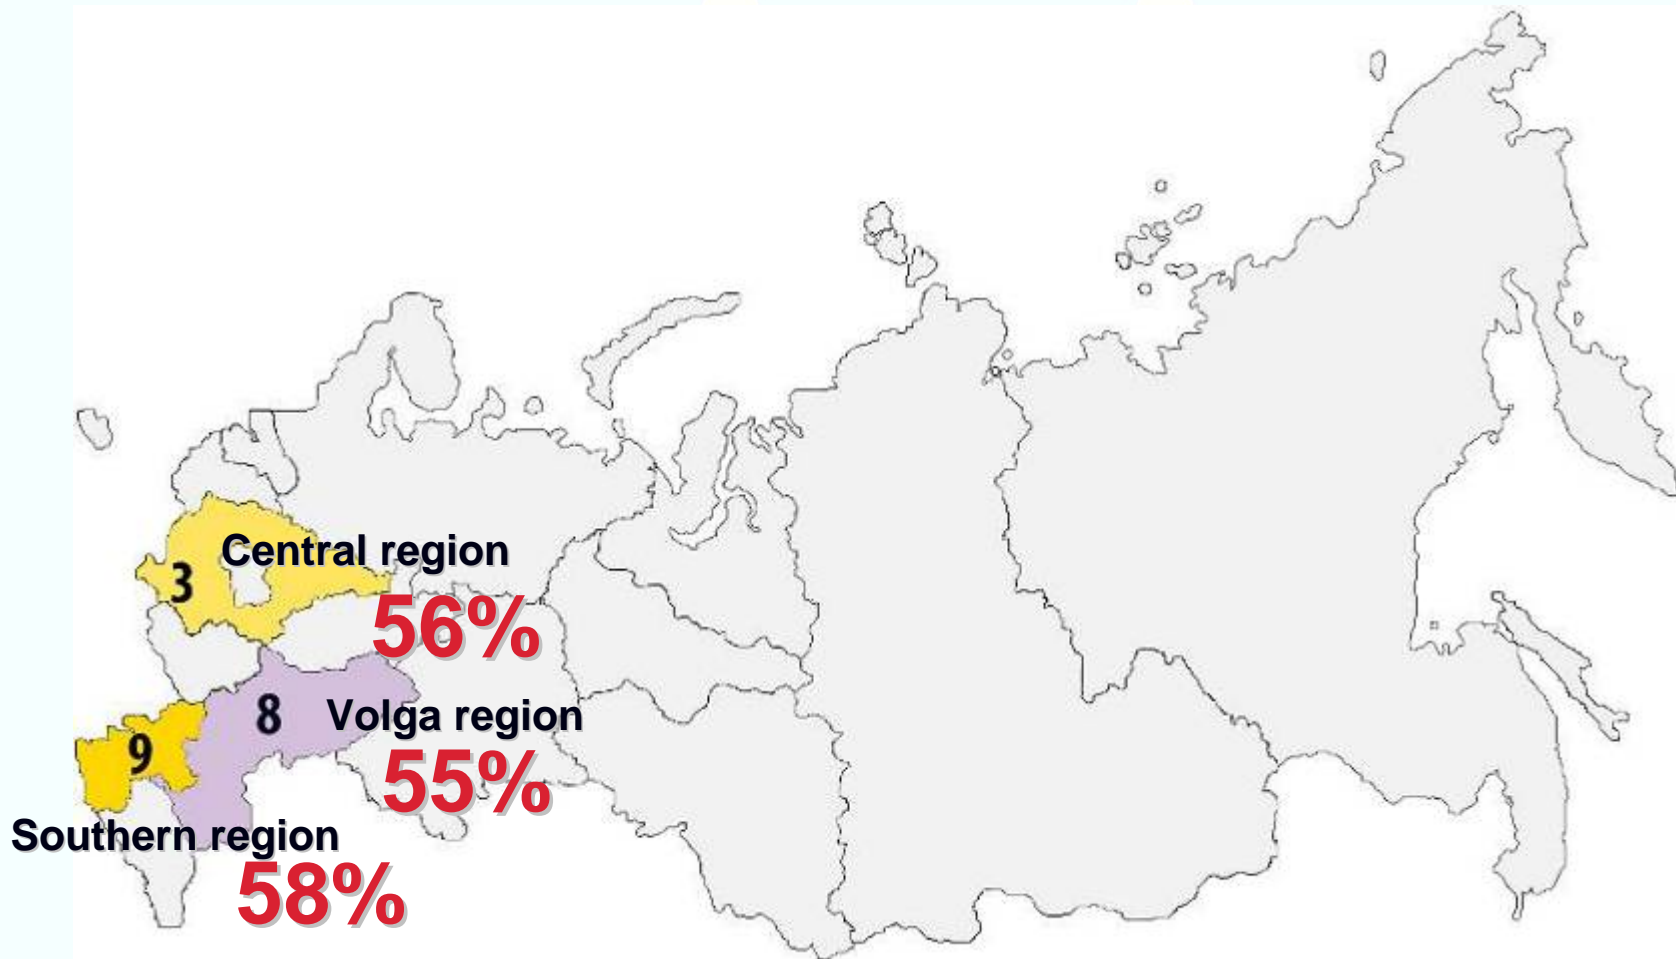 Central region
3
56%
8
Volga region
9
55%
Southern region
58%